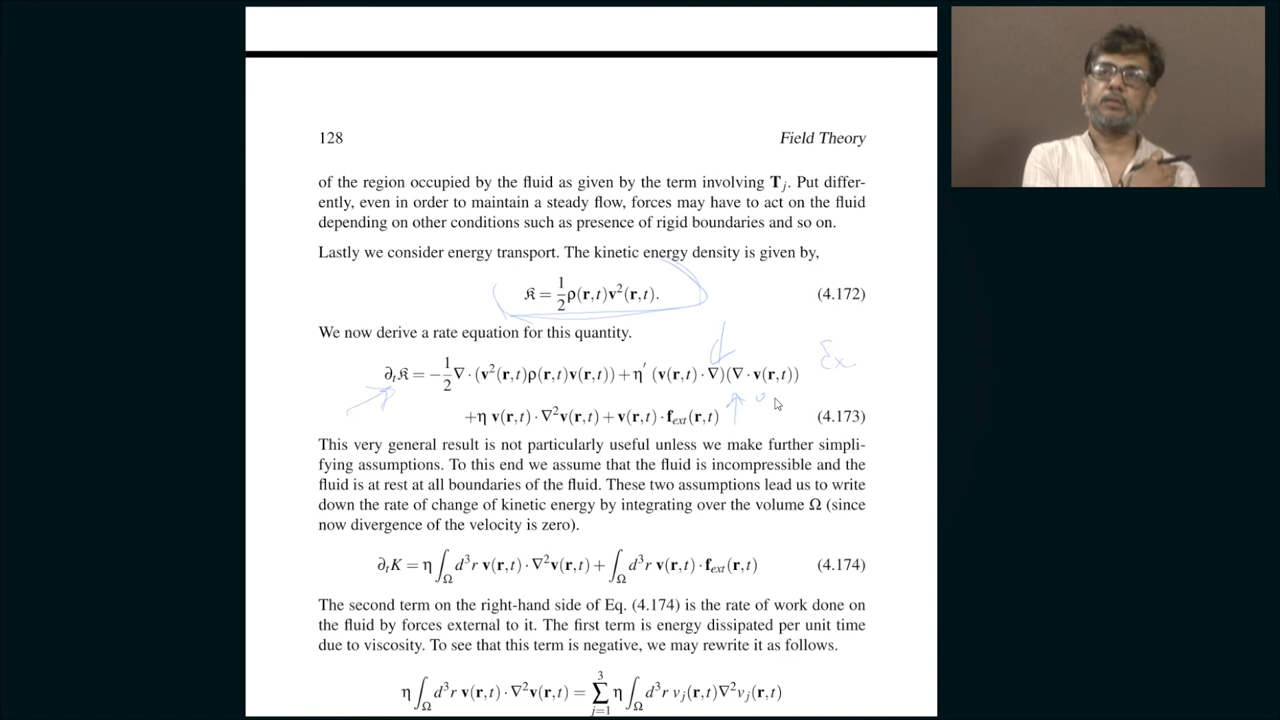 128 Field Theory
of the region occupied by the fluid as given by the term involving T_j. Put differ-
ently, even in order to maintain a steady flow, forces may have to act on the fluid
depending on other conditions such as presence of rigid boundaries and so on.
Lastly we consider energy transport. The kinetic energy density is given by,
𝔎 = 1/2 ρ(r,t)v²(r,t). (4.172)
We now derive a rate equation for this quantity.
∂_t𝔎 = −1/2 ∇·(v²(r,t)ρ(r,t)v(r,t)) + η′ (v(r,t)·∇)(∇·v(r,t))
+η v(r,t)·∇²v(r,t) + v(r,t)·f_ext(r,t) (4.173)
This very general result is not particularly useful unless we make further simpli-
fying assumptions. To this end we assume that the fluid is incompressible and the
fluid is at rest at all boundaries of the fluid. These two assumptions lead us to write
down the rate of change of kinetic energy by integrating over the volume Ω (since
now divergence of the velocity is zero).
∂_tK = η ∫_Ω d³r v(r,t)·∇²v(r,t) + ∫_Ω d³r v(r,t)·f_ext(r,t) (4.174)
The second term on the right-hand side of Eq. (4.174) is the rate of work done on
the fluid by forces external to it. The first term is energy dissipated per unit time
due to viscosity. To see that this term is negative, we may rewrite it as follows.
η ∫_Ω d³r v(r,t)·∇²v(r,t) = ∑_{j=1}^{3} η ∫_Ω d³r v_j(r,t)∇²v_j(r,t)